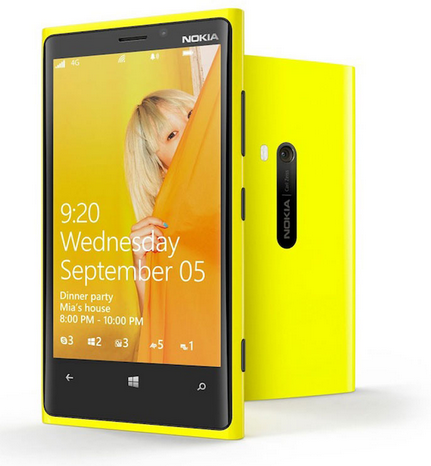 NOKIA
4G
9:20
Wednesday
September 05
Dinner party
Mia's house
8:00 PM - 10:00 PM
3 2 3 5 1
NOKIA